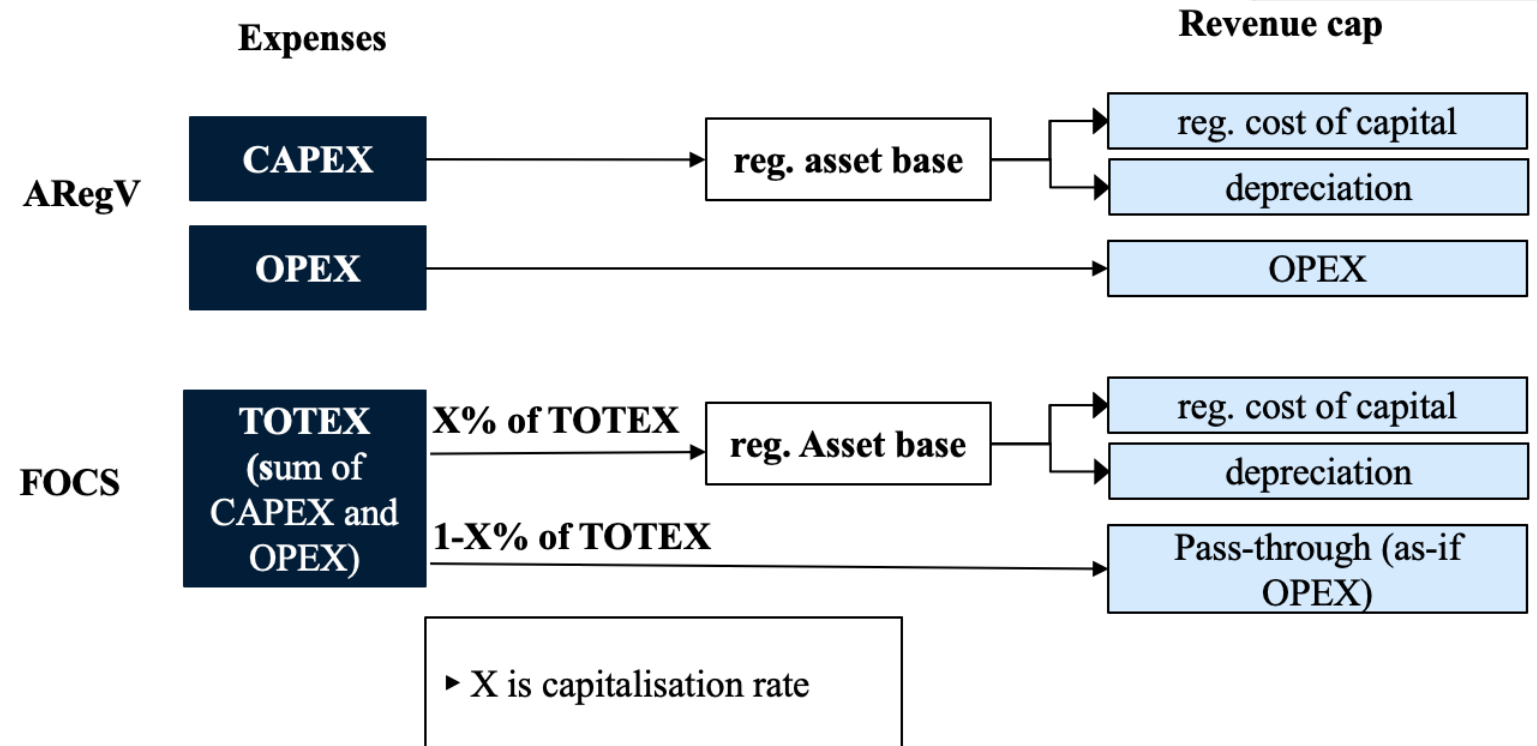 Expenses
Revenue cap
ARegV
CAPEX
reg. asset base
reg. cost of capital
depreciation
OPEX
OPEX
FOCS
TOTEX
(sum of
CAPEX and
OPEX)
X% of TOTEX
reg. Asset base
reg. cost of capital
depreciation
1-X% of TOTEX
Pass-through (as-if
OPEX)
‣ X is capitalisation rate